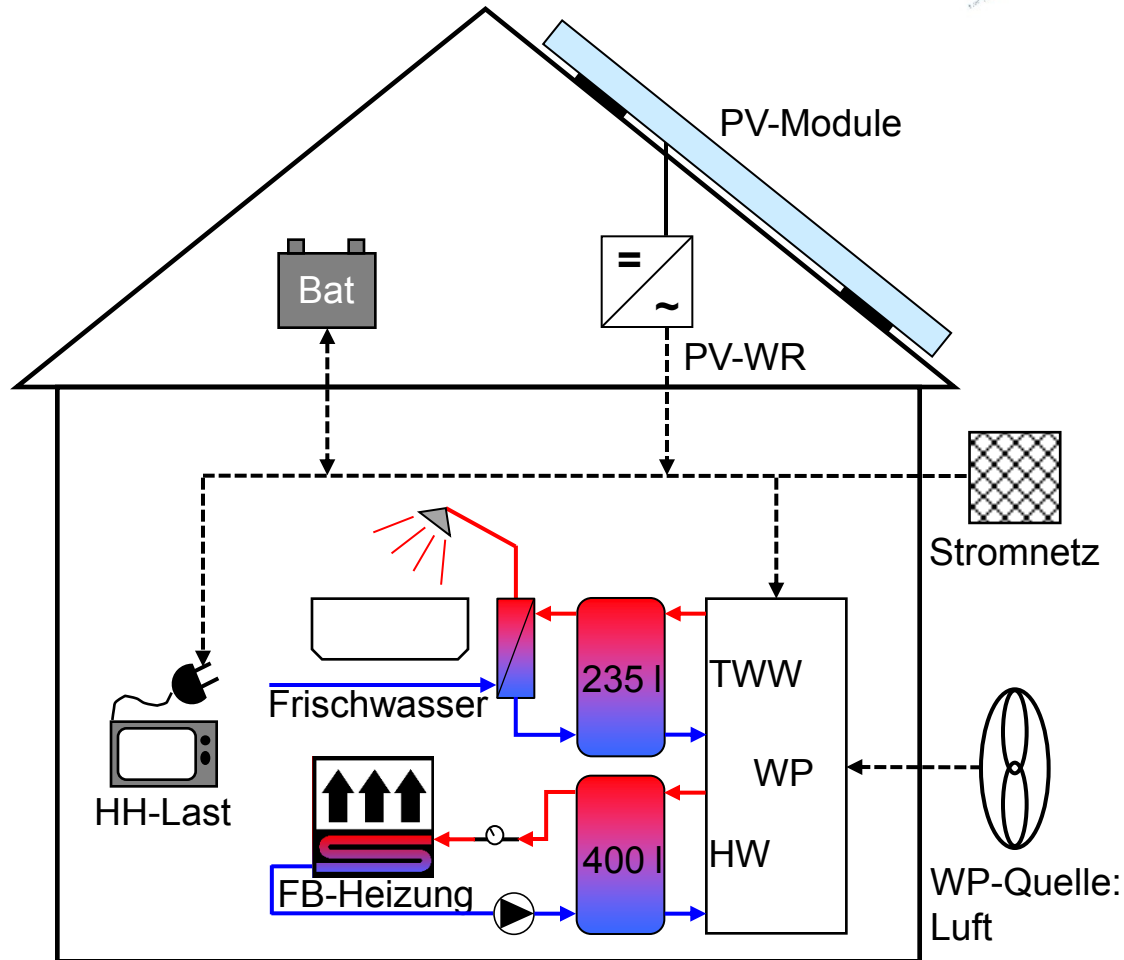 PV-Module
=
~
Bat
PV-WR
Stromnetz
235 l
TWW
Frischwasser
WP
HH-Last
400 l
HW
FB-Heizung
WP-Quelle:
Luft